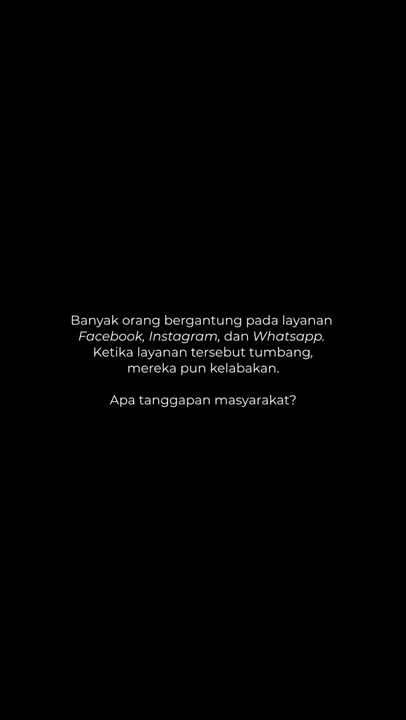 Banyak orang bergantung pada layanan
Facebook, Instagram, dan Whatsapp.
Ketika layanan tersebut tumbang,
mereka pun kelabakan.
Apa tanggapan masyarakat?